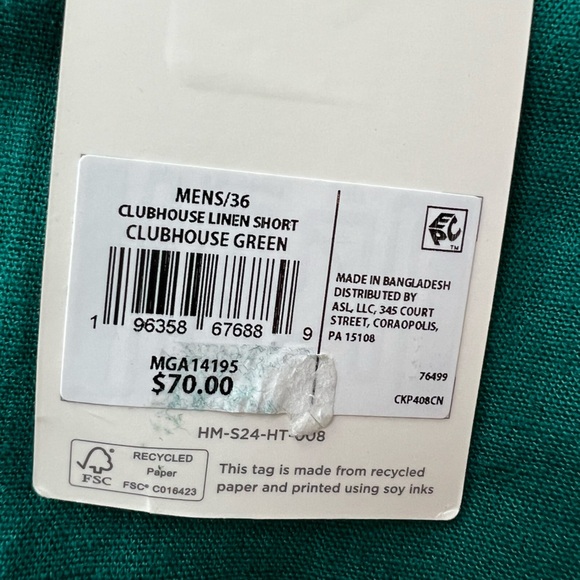 MENS/36
CLUBHOUSE LINEN SHORT
CLUBHOUSE GREEN
1 96358 67688 9
MGA14195
$70.00
EPC™
MADE IN BANGLADESH
DISTRIBUTED BY
ASL, LLC, 345 COURT
STREET, CORAOPOLIS,
PA 15108
76499
CKP408CN
HM-S24-HT-008
FSC
RECYCLED
Paper
FSC® C016423
This tag is made from recycled
paper and printed using soy inks